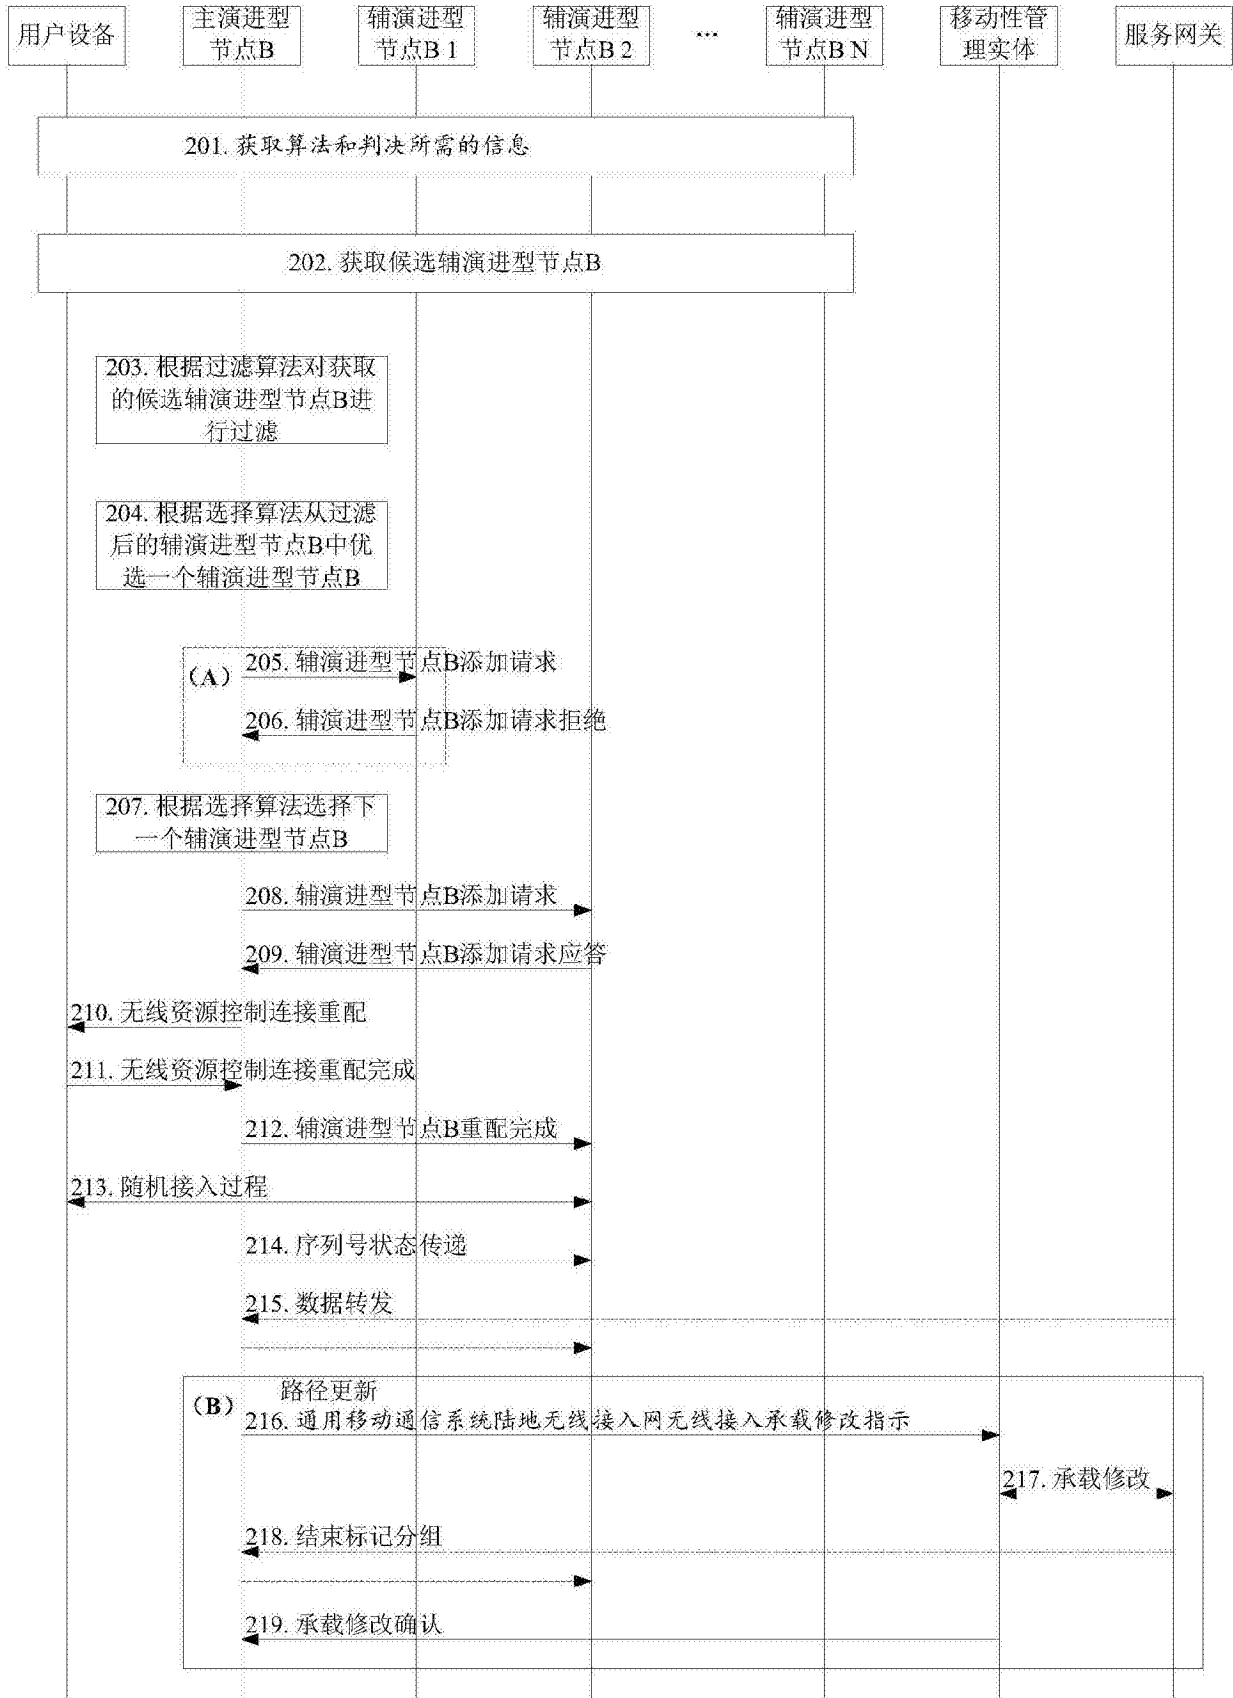 用户设备
主演进型
节点B
辅演进型
节点B 1
辅演进型
节点B 2
...
辅演进型
节点B N
移动性管
理实体
服务网关
201. 获取算法和判决所需的信息
202. 获取候选辅演进型节点B
203. 根据过滤算法对获取
的候选辅演进型节点B进
行过滤
204. 根据选择算法从过滤
后的辅演进型节点B中优
选一个辅演进型节点B
(A)
205. 辅演进型节点B添加请求
206. 辅演进型节点B添加请求拒绝
207. 根据选择算法选择下
一个辅演进型节点B
208. 辅演进型节点B添加请求
209. 辅演进型节点B添加请求应答
210. 无线资源控制连接重配
211. 无线资源控制连接重配完成
212. 辅演进型节点B重配完成
213. 随机接入过程
214. 序列号状态传递
215. 数据转发
(B)
路径更新
216. 通用移动通信系统陆地无线接入网无线接入承载修改指示
217. 承载修改
218. 结束标记分组
219. 承载修改确认